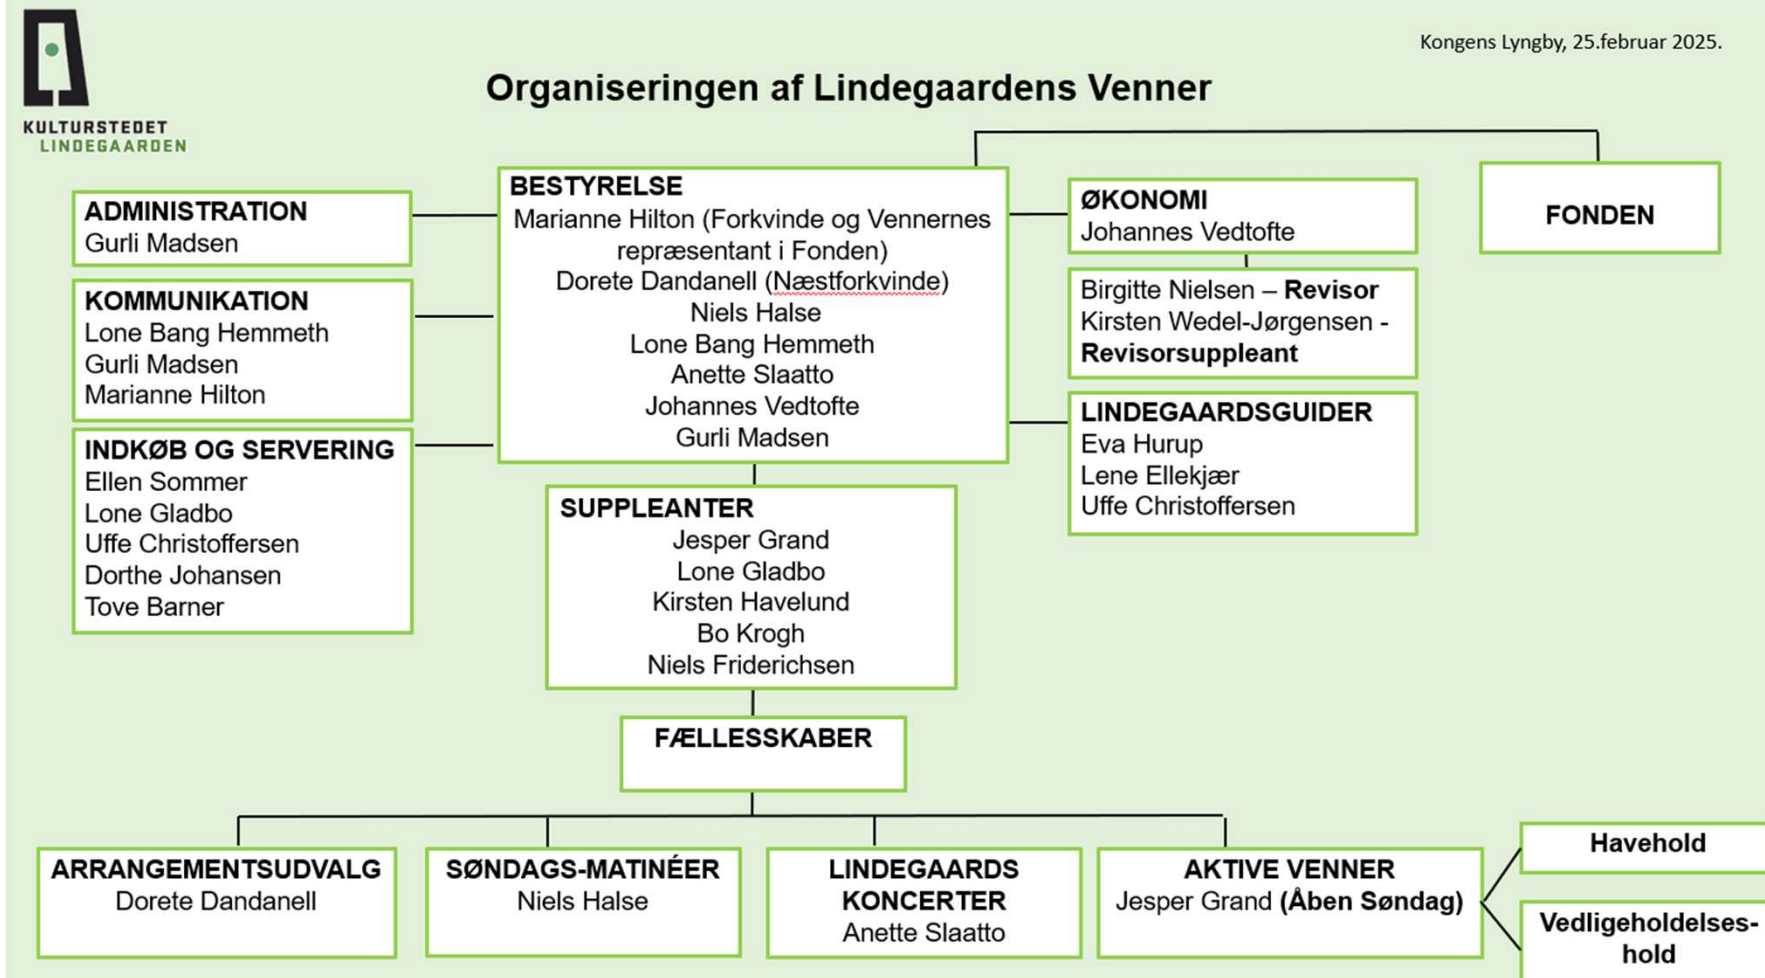 KULTURSTEDET
LINDEGAARDEN
Kongens Lyngby, 25.februar 2025.
Organiseringen af Lindegaardens Venner
ADMINISTRATION
Gurli Madsen
KOMMUNIKATION
Lone Bang Hemmeth
Gurli Madsen
Marianne Hilton
INDKØB OG SERVERING
Ellen Sommer
Lone Gladbo
Uffe Christoffersen
Dorthe Johansen
Tove Barner
BESTYRELSE
Marianne Hilton (Forkvinde og Vennernes
repræsentant i Fonden)
Dorete Dandanell (Næstforkvinde)
Niels Halse
Lone Bang Hemmeth
Anette Slaatto
Johannes Vedtofte
Gurli Madsen
SUPPLEANTER
Jesper Grand
Lone Gladbo
Kirsten Havelund
Bo Krogh
Niels Friderichsen
ØKONOMI
Johannes Vedtofte
Birgitte Nielsen – Revisor
Kirsten Wedel-Jørgensen -
Revisorsuppleant
LINDEGAARDSGUIDER
Eva Hurup
Lene Ellekjær
Uffe Christoffersen
FONDEN
FÆLLESSKABER
ARRANGEMENTSUDVALG
Dorete Dandanell
SØNDAGS-MATINÉER
Niels Halse
LINDEGAARDS
KONCERTER
Anette Slaatto
AKTIVE VENNER
Jesper Grand (Åben Søndag)
Havehold
Vedligeholdelses-
hold